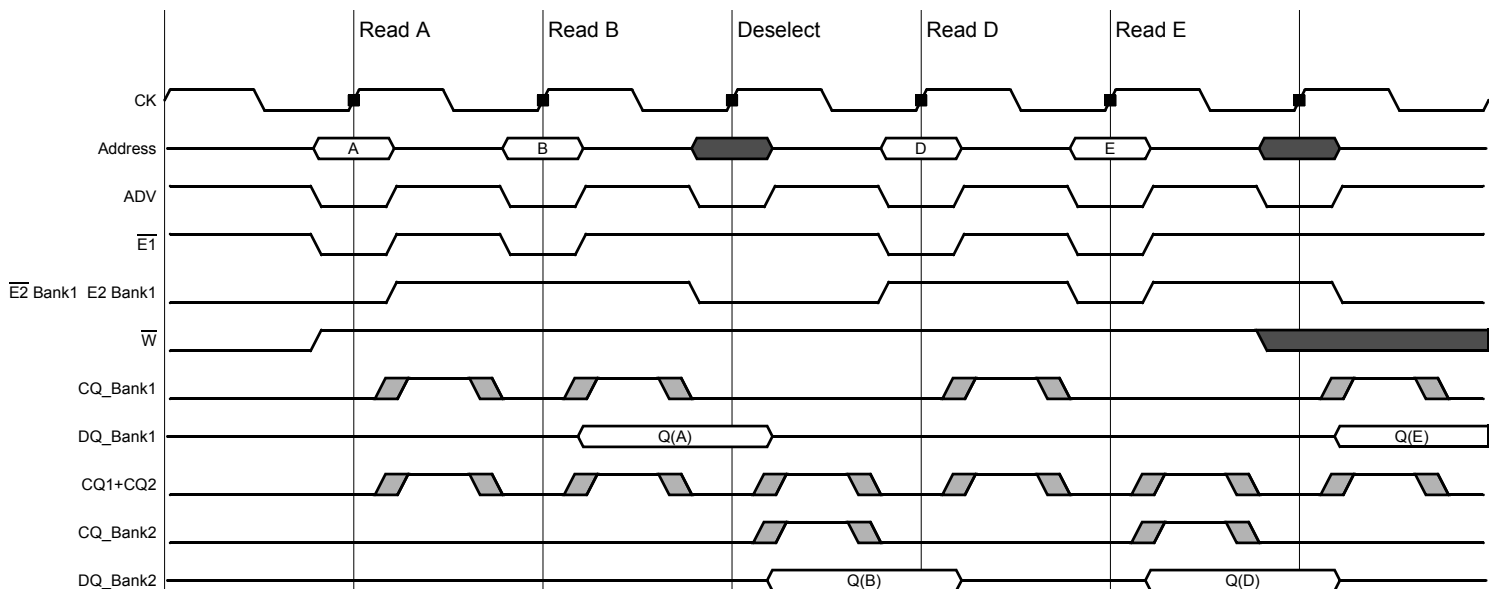 Read A Read B Deselect Read D Read E
CK
Address A B D E
ADV
E1
E2 Bank1 E2 Bank1
W
CQ_Bank1
DQ_Bank1 Q(A) Q(E)
CQ1+CQ2
CQ_Bank2
DQ_Bank2 Q(B) Q(D)